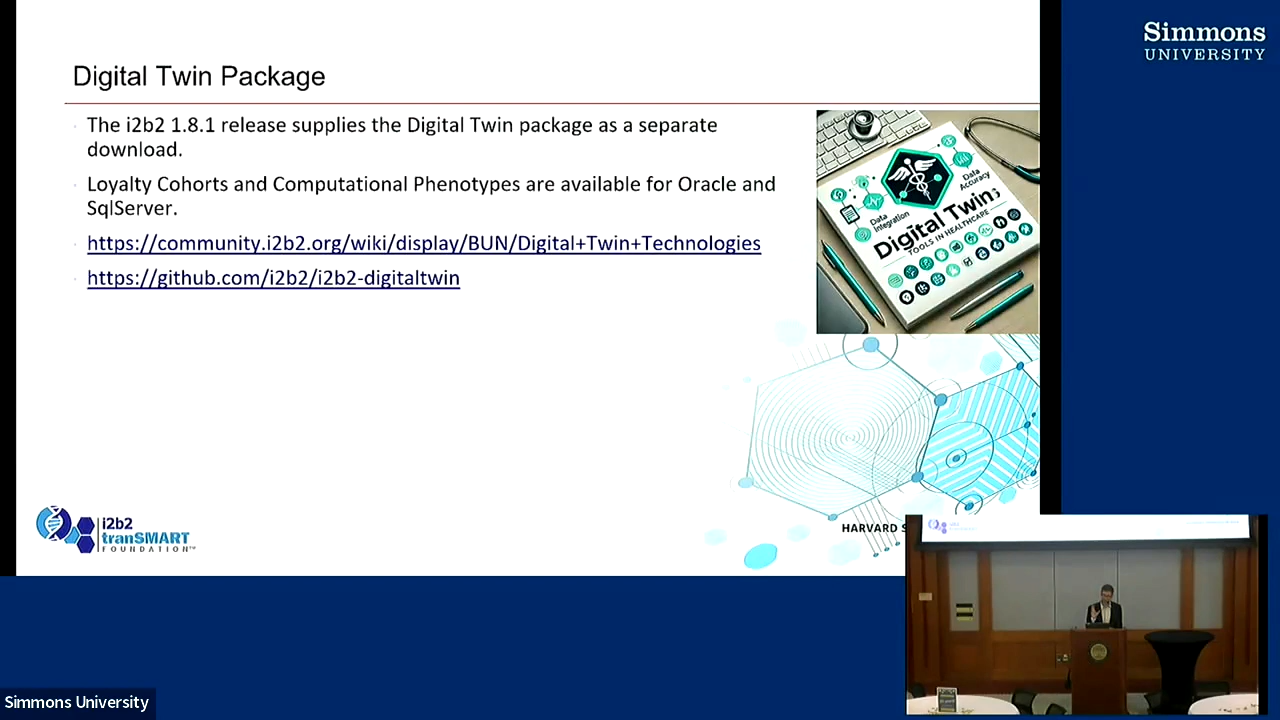 Simmons
UNIVERSITY
Digital Twin Package
The i2b2 1.8.1 release supplies the Digital Twin package as a separate
download.
Loyalty Cohorts and Computational Phenotypes are available for Oracle and
SqlServer.
https://community.i2b2.org/wiki/display/BUN/Digital+Twin+Technologies
https://github.com/i2b2/i2b2-digitaltwin
Data
Accuracy
Data
Integration
Digital Twins
TOOLS IN HEALTHCARE
i2b2
tranSMART
FOUNDATION™
HARVARD S
Simmons University